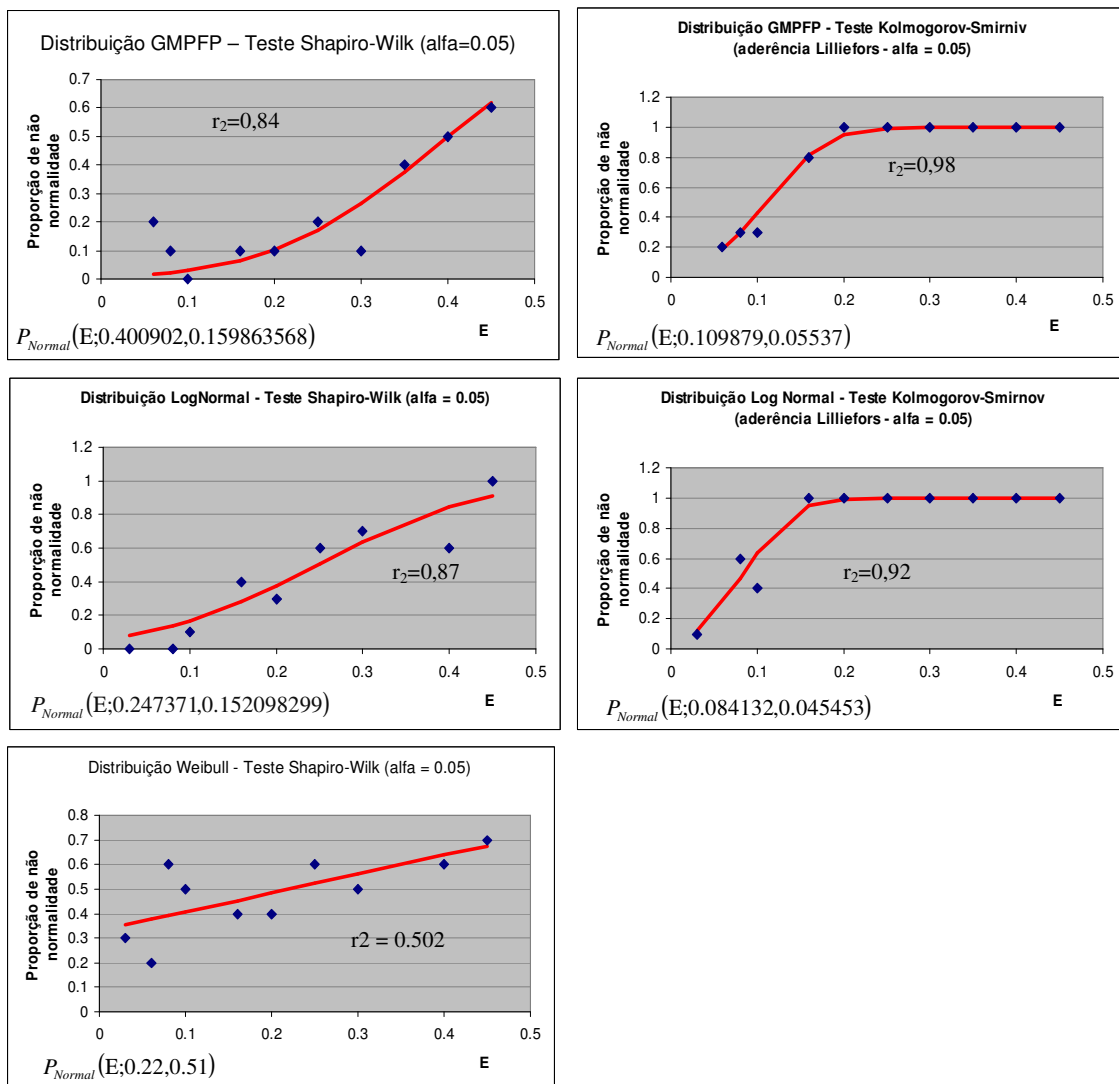 Distribuição GMPFP – Teste Shapiro-Wilk (alfa=0.05)
Proporção de não
normalidade
0.7
0.6
0.5
0.4
0.3
0.2
0.1
0
r2=0,84
0 0.1 0.2 0.3 0.4 0.5
E
PNormal(E;0.400902,0.159863568)
Distribuição GMPFP - Teste Kolmogorov-Smirniv
(aderência Lilliefors - alfa = 0.05)
Proporção de não
normalidade
1.2
1
0.8
0.6
0.4
0.2
0
r2=0,98
0 0.1 0.2 0.3 0.4 0.5
E
PNormal(E;0.109879,0.05537)
Distribuição LogNormal - Teste Shapiro-Wilk (alfa = 0.05)
Proporção de não
normalidade
1.2
1
0.8
0.6
0.4
0.2
0
r2=0,87
0 0.1 0.2 0.3 0.4 0.5
E
PNormal(E;0.247371,0.152098299)
Distribuição Log Normal - Teste Kolmogorov-Smirnov
(aderência Lilliefors - alfa = 0.05)
Proporção de não
normalidade
1.2
1
0.8
0.6
0.4
0.2
0
r2=0,92
0 0.1 0.2 0.3 0.4 0.5
E
PNormal(E;0.084132,0.045453)
Distribuição Weibull - Teste Shapiro-Wilk (alfa = 0.05)
Proporção de não
normalidade
0.8
0.7
0.6
0.5
0.4
0.3
0.2
0.1
0
r2 = 0.502
0 0.1 0.2 0.3 0.4 0.5
E
PNormal(E;0.22,0.51)